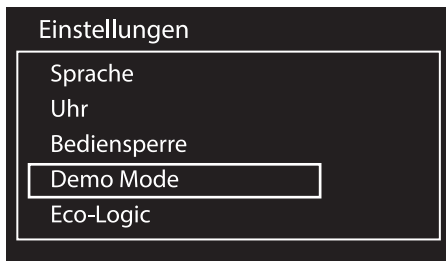 Einstellungen
Sprache
Uhr
Bediensperre
Demo Mode
Eco-Logic